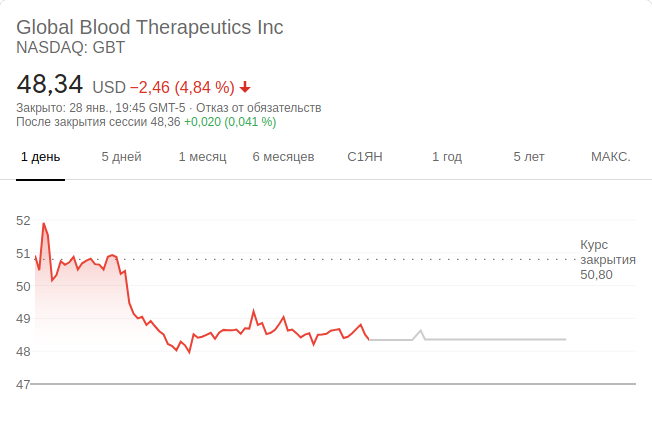 Global Blood Therapeutics Inc
NASDAQ: GBT
48,34 USD −2,46 (4,84 %)
Закрыто: 28 янв., 19:45 GMT-5 · Отказ от обязательств
После закрытия сессии 48,36 +0,020 (0,041 %)
1 день 5 дней 1 месяц 6 месяцев С1ЯН 1 год 5 лет МАКС.
52
51
50
49
48
47
Курс
закрытия
50,80